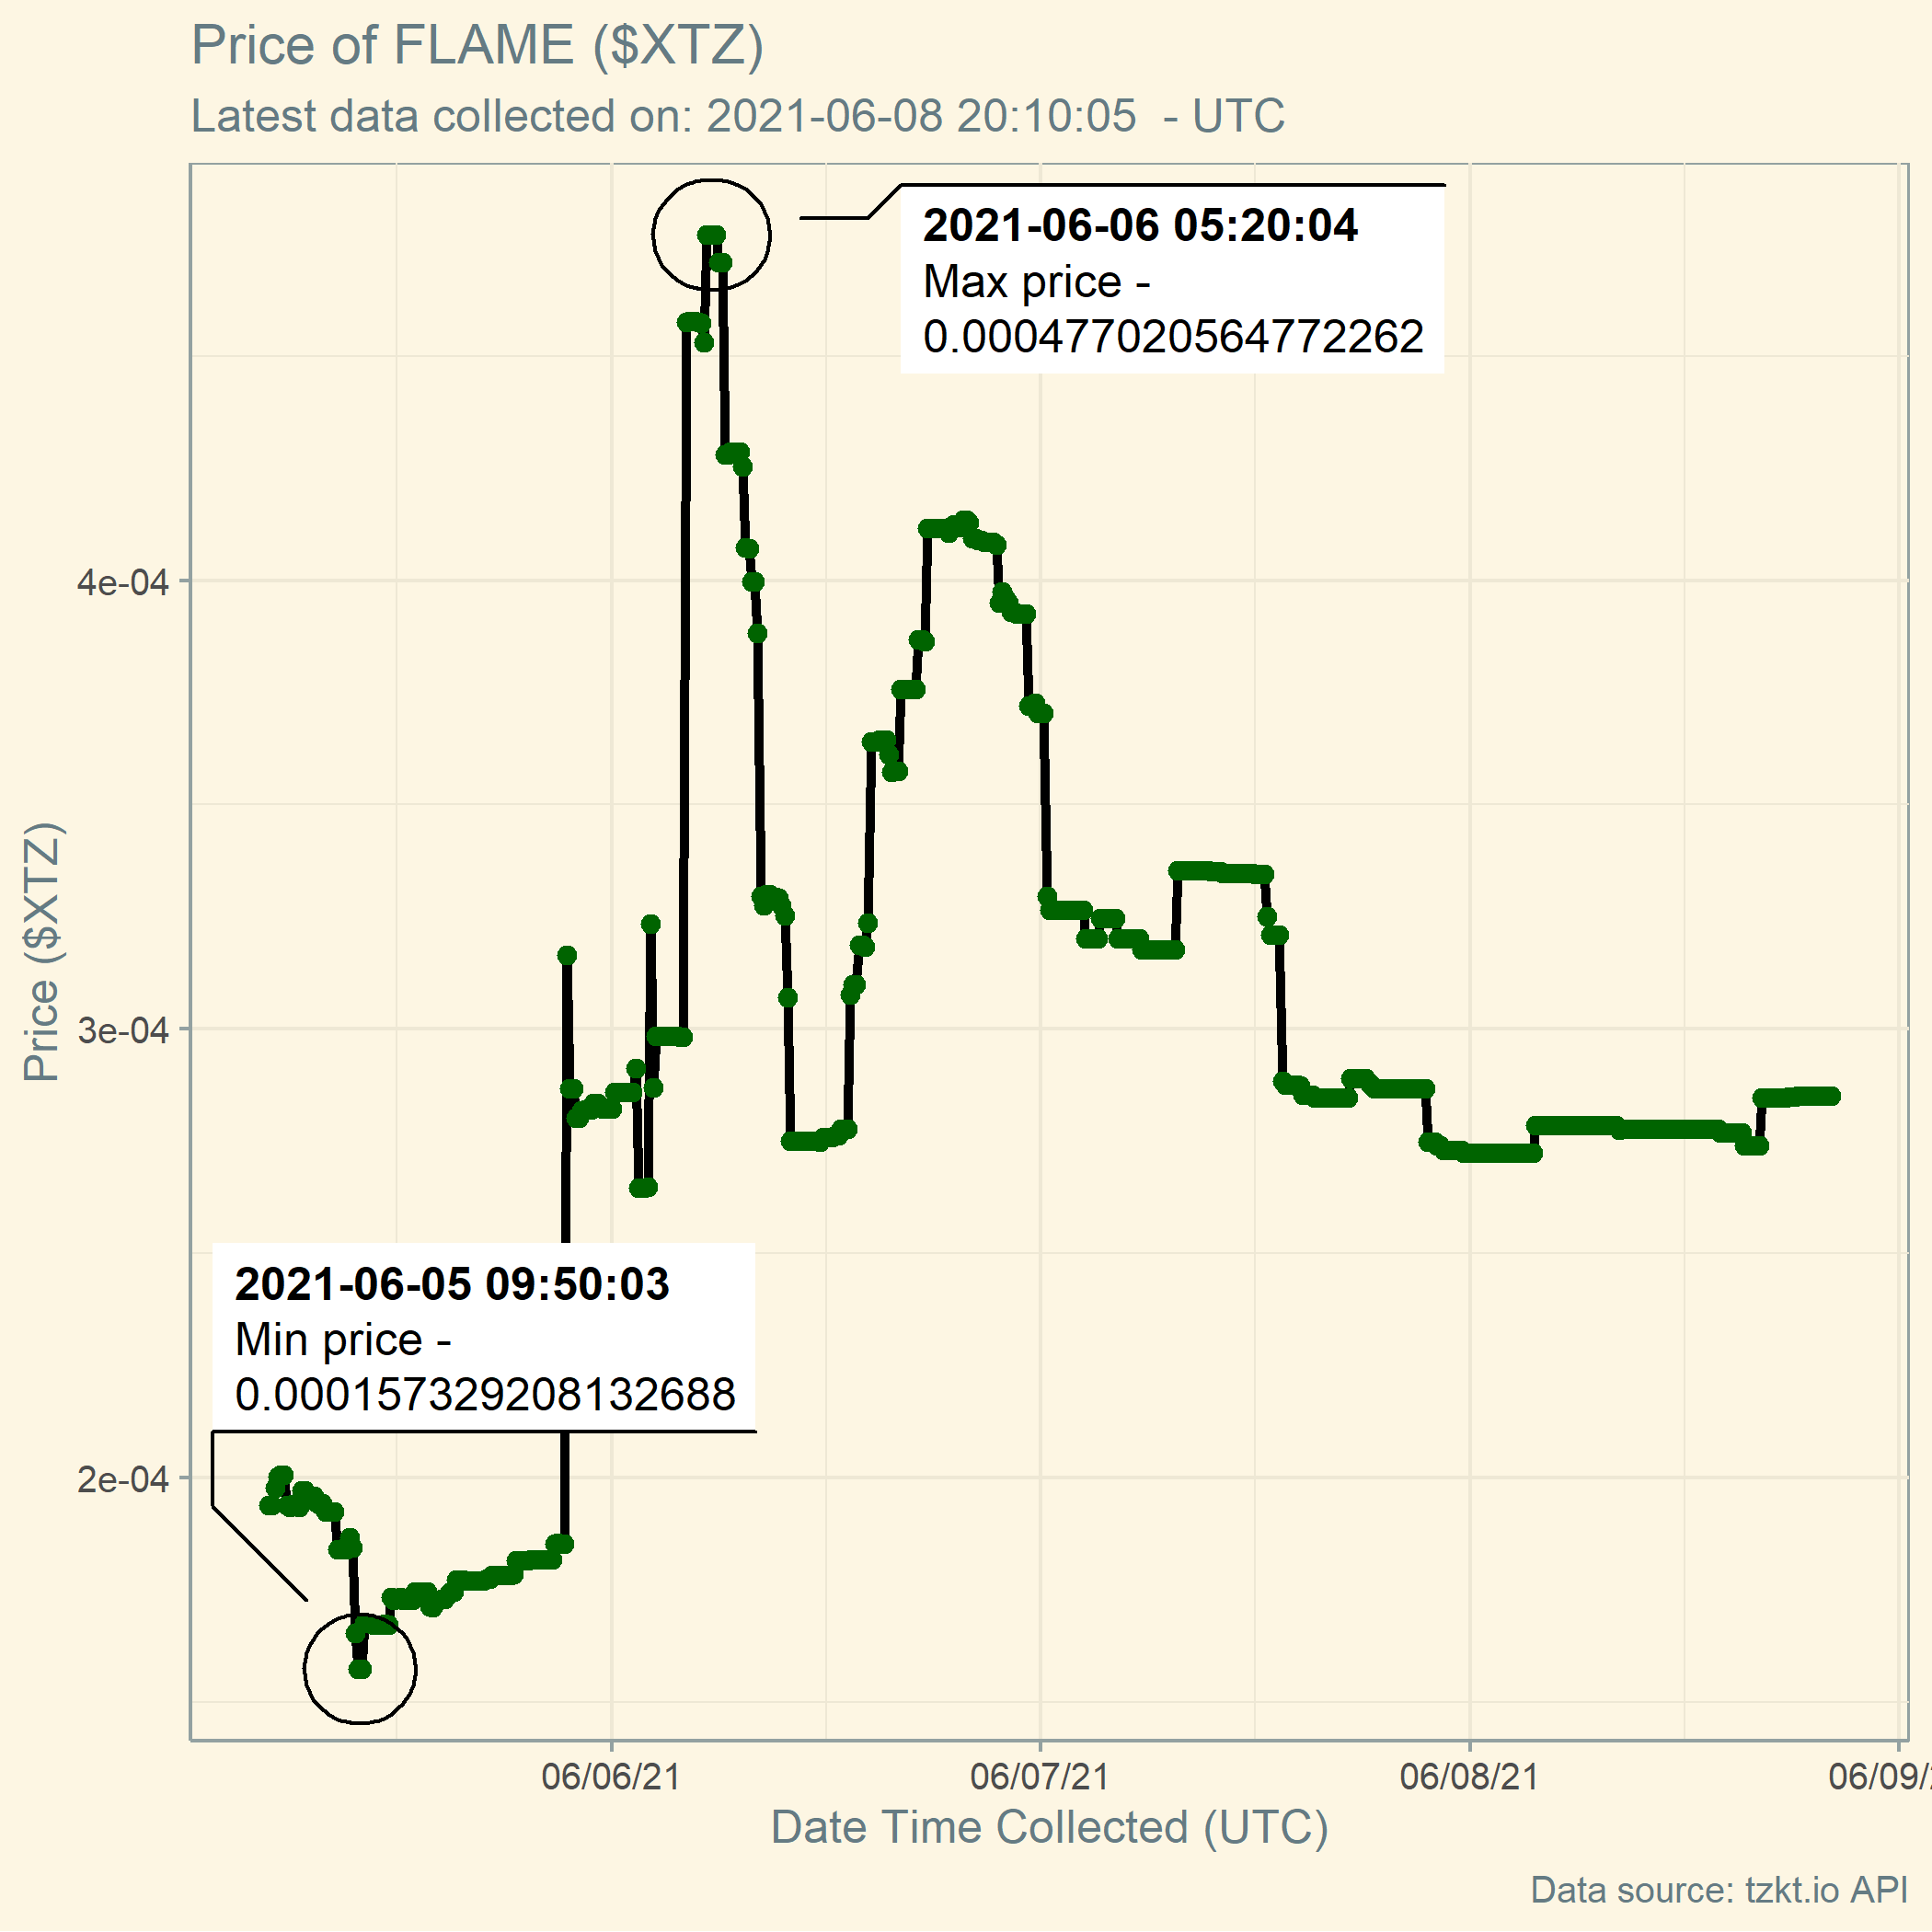 Price of FLAME ($XTZ)
Latest data collected on: 2021-06-08 20:10:05  - UTC
2021-06-06 05:20:04
Max price -
0.000477020564772262
4e-04
Price ($XTZ)
3e-04
2021-06-05 09:50:03
Min price -
0.000157329208132688
2e-04
06/06/21
06/07/21
06/08/21
06/09/2
Date Time Collected (UTC)
Data source: tzkt.io API